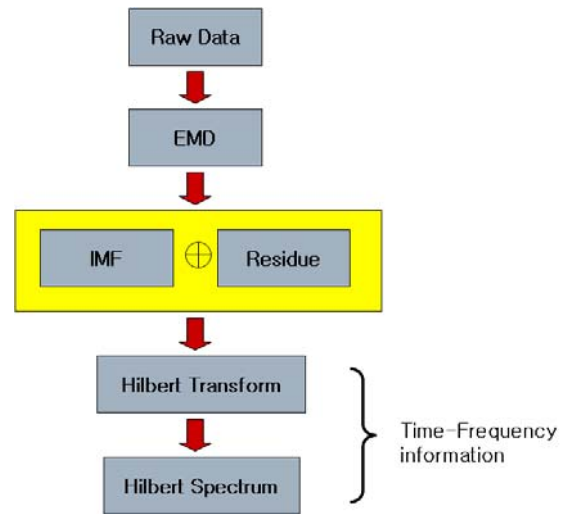 Raw Data
EMD
IMF
Residue
Hilbert Transform
Time-Frequency
information
Hilbert Spectrum